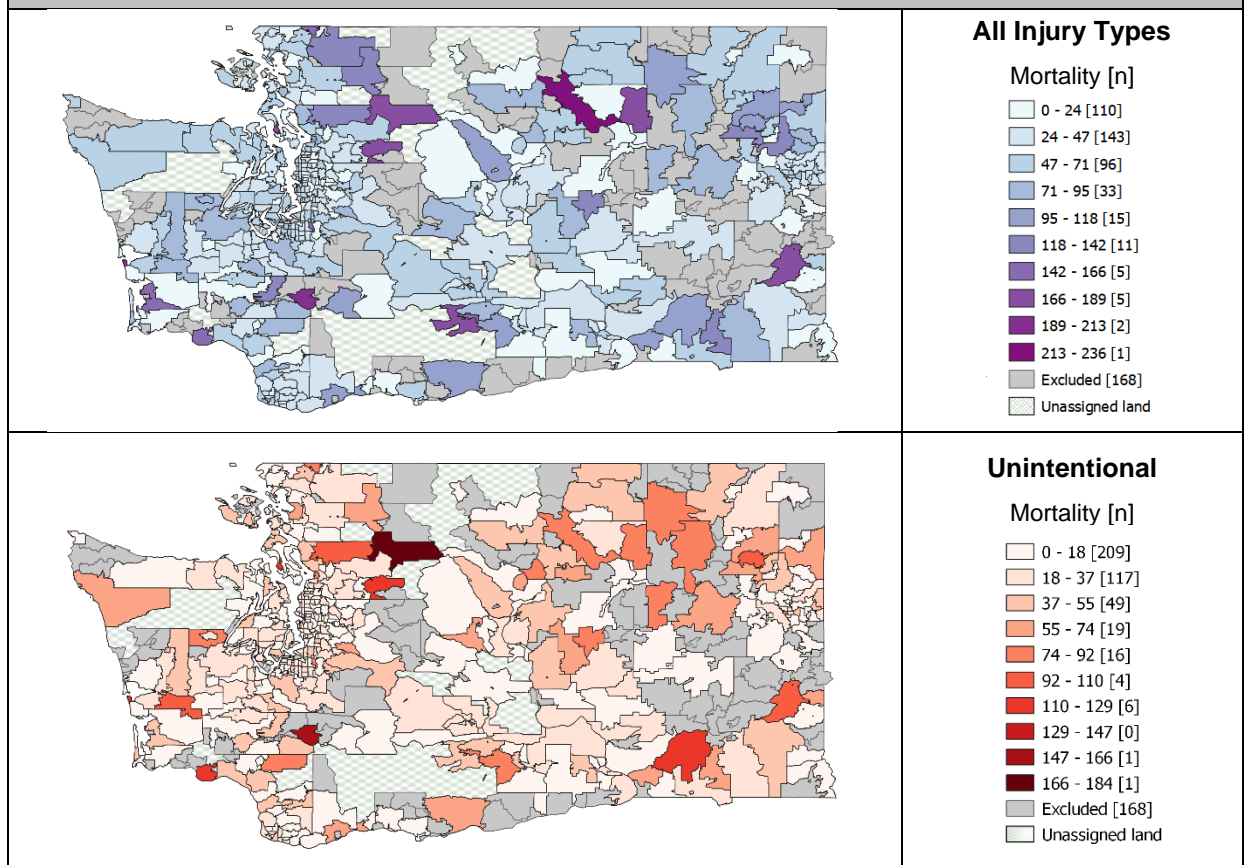 All Injury Types
Mortality [n]
0 - 24 [110]
24 - 47 [143]
47 - 71 [96]
71 - 95 [33]
95 - 118 [15]
118 - 142 [11]
142 - 166 [5]
166 - 189 [5]
189 - 213 [2]
213 - 236 [1]
Excluded [168]
Unassigned land
Unintentional
Mortality [n]
0 - 18 [209]
18 - 37 [117]
37 - 55 [49]
55 - 74 [19]
74 - 92 [16]
92 - 110 [4]
110 - 129 [6]
129 - 147 [0]
147 - 166 [1]
166 - 184 [1]
Excluded [168]
Unassigned land